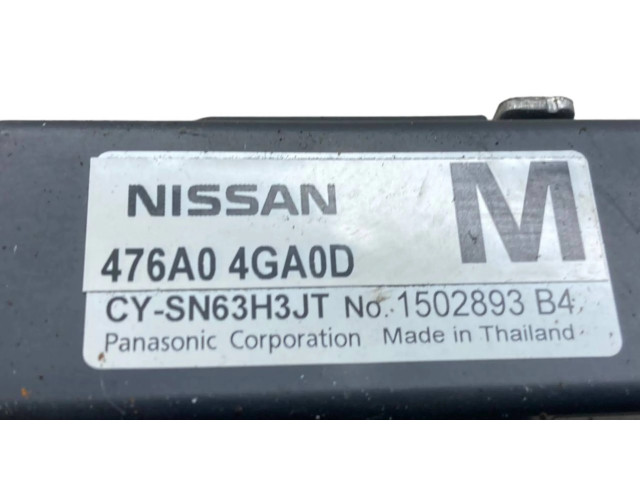 NISSAN M
476A0 4GA0D
CY-SN63H3JT No. 1502893 B4
Panasonic Corporation Made in Thailand